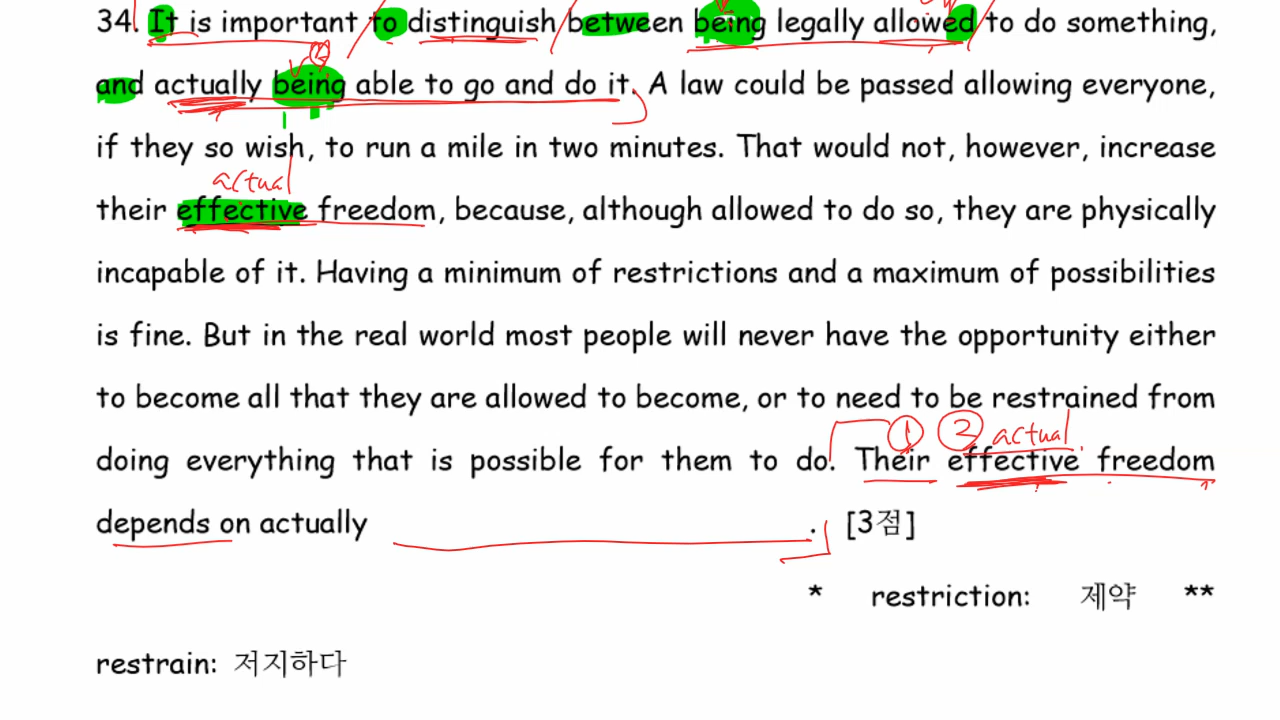 34. It is important to distinguish between being legally allowed to do something,
②
and actually being able to go and do it. A law could be passed allowing everyone,
if they so wish, to run a mile in two minutes. That would not, however, increase
actual
their effective freedom, because, although allowed to do so, they are physically
incapable of it. Having a minimum of restrictions and a maximum of possibilities
is fine. But in the real world most people will never have the opportunity either
to become all that they are allowed to become, or to need to be restrained from
① ② actual
doing everything that is possible for them to do. Their effective freedom
depends on actually . [3점]
* restriction: 제약 **
restrain: 저지하다